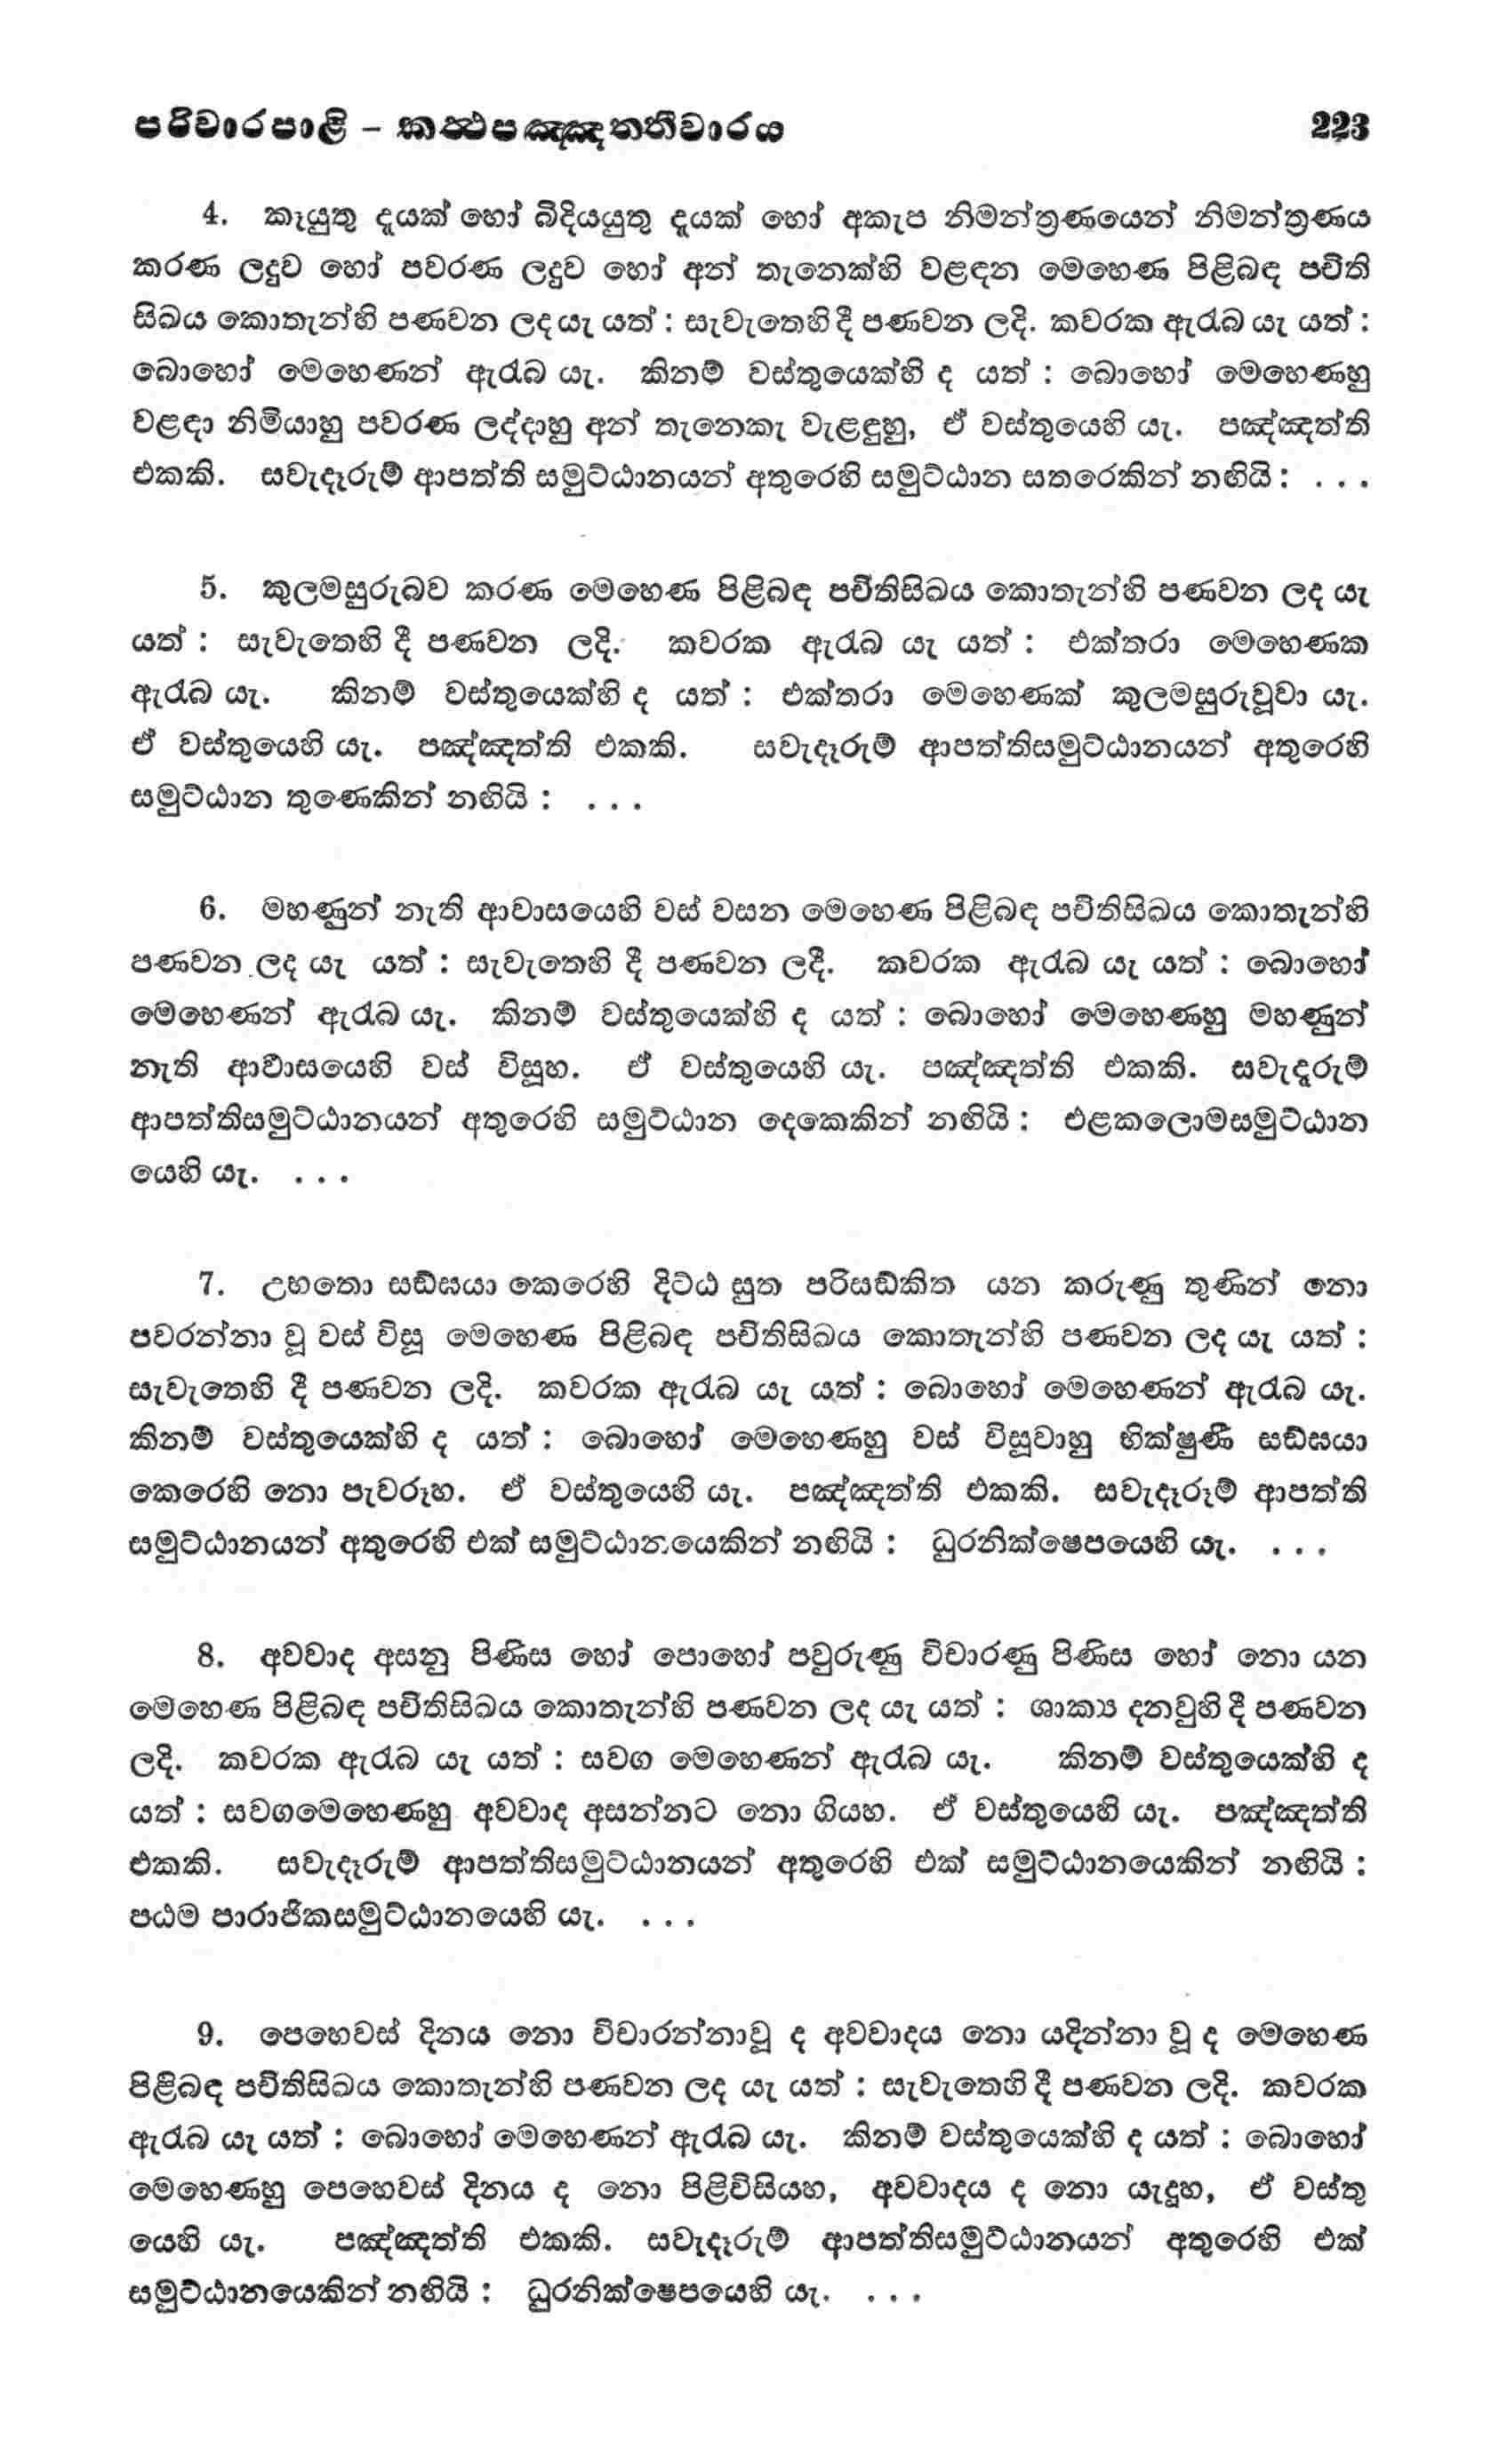 පරිවාරපාළි – කත්‍ථපඤ්ඤත්තිවාරය 223
4. කෑයුතු දෑයක් හෝ බිදියයුතු දෑයක් හෝ අකැප නිමන්ත්‍රණයෙන් නිමන්ත්‍රණය
කරණ ලදුව හෝ පවරණ ලදුව හෝ අන් තැනෙක්හි වළඳන මෙහෙණ පිළිබඳ පචිති
සිඛය කොතැන්හි පණවන ලද යැ යත් : සැවැතෙහි දී පණවන ලදි. කවරක ඇරැබ යැ යත් :
බොහෝ මෙහෙණන් ඇරැබ යැ. කිනම් වස්තුයෙක්හි ද යත් : බොහෝ මෙහෙණහු
වළඳා නිමියාහු පවරණ ලද්දාහු අන් තැනෙකැ වැළඳුහු, ඒ වස්තුයෙහි යැ. පඤ්ඤත්ති
එකකි. සවැදෑරුම් ආපත්ති සමුට්ඨානයන් අතුරෙහි සමුට්ඨාන සතරෙකින් නඟියි : . . .
5. කුලමසුරුබව කරණ මෙහෙණ පිළිබඳ පචිතිසිඛය කොතැන්හි පණවන ලද යැ
යත් : සැවැතෙහි දී පණවන ලදි. කවරක ඇරැබ යැ යත් : එක්තරා මෙහෙණක
ඇරැබ යැ. කිනම් වස්තුයෙක්හි ද යත් : එක්තරා මෙහෙණක් කුලමසුරුවූවා යැ.
ඒ වස්තුයෙහි යැ. පඤ්ඤත්ති එකකි. සවැදෑරුම් ආපත්තිසමුට්ඨානයන් අතුරෙහි
සමුට්ඨාන තුණෙකින් නඟියි : . . .
6. මහණුන් නැති ආවාසයෙහි වස් වසන මෙහෙණ පිළිබඳ පචිතිසිඛය කොතැන්හි
පණවන ලද යැ යත් : සැවැතෙහි දී පණවන ලදී. කවරක ඇරැබ යැ යත් : බොහෝ
මෙහෙණන් ඇරැබ යැ. කිනම් වස්තුයෙක්හි ද යත් : බොහෝ මෙහෙණහු මහණුන්
නැති ආවාසයෙහි වස් විසූහ. ඒ වස්තුයෙහි යැ. පඤ්ඤත්ති එකකි. සවැදෑරුම්
ආපත්තිසමුට්ඨානයන් අතුරෙහි සමුට්ඨාන දෙකෙකින් නඟියි : එළකලොමසමුට්ඨාන
යෙහි යැ. . . .
7. උභතො සඞ්ඝයා කෙරෙහි දිට්ඨ සුත පරිසඞ්කිත යන කරුණු තුණින් නො
පවරන්නා වූ වස් විසූ මෙහෙණ පිළිබඳ පචිතිසිඛය කොතැන්හි පණවන ලද යැ යත් :
සැවැතෙහි දී පණවන ලදි. කවරක ඇරැබ යැ යත් : බොහෝ මෙහෙණන් ඇරැබ යැ.
කිනම් වස්තුයෙක්හි ද යත් : බොහෝ මෙහෙණහු වස් විසූවාහු භික්ෂුණී සඞ්ඝයා
කෙරෙහි නො පැවරූහ. ඒ වස්තුයෙහි යැ. පඤ්ඤත්ති එකකි. සවැදෑරූම් ආපත්ති
සමුට්ඨානයන් අතුරෙහි එක් සමුට්ඨානයෙකින් නඟියි : ධුරනික්ෂෙපයෙහි යැ. . . .
8. අවවාද අසනු පිණිස හෝ පොහෝ පවුරුණු විචාරණු පිණිස හෝ නො යන
මෙහෙණ පිළිබඳ පචිතිසිඛය කොතැන්හි පණවන ලද යැ යත් : ශාක්‍ය දනවුහි දී පණවන
ලදි. කවරක ඇරැබ යැ යත් : සවග මෙහෙණන් ඇරැබ යැ. කිනම් වස්තුයෙක්හි ද
යත් : සවගමෙහෙණහු අවවාද අසන්නට නො ගියහ. ඒ වස්තුයෙහි යැ. පඤ්ඤත්ති
එකකි. සවැදෑරුම් ආපත්තිසමුට්ඨානයන් අතුරෙහි එක් සමුට්ඨානයෙකින් නඟියි :
පඨම පාරාජිකසමුට්ඨානයෙහි යැ. . . .
9. පෙහෙවස් දිනය නො විචාරන්නාවූ ද අවවාදය නො යදින්නා වූ ද මෙහෙණ
පිළිබඳ පචිතිසිඛය කොතැන්හි පණවන ලද යැ යත් : සැවැතෙහි දී පණවන ලදි. කවරක
ඇරැබ යැ යත් : බොහෝ මෙහෙණන් ඇරැබ යැ. කිනම් වස්තුයෙක්හි ද යත් : බොහෝ
මෙහෙණහු පෙහෙවස් දිනය ද නො පිළිවිසියහ, අවවාදය ද නො යැදූහ, ඒ වස්තු
යෙහි යැ. පඤ්ඤත්ති එකකි. සවැදෑරුම් ආපත්තිසමුට්ඨානයන් අතුරෙහි එක්
සමුට්ඨානයෙකින් නඟියි : ධුරනික්ෂෙපයෙහි යැ. . . .